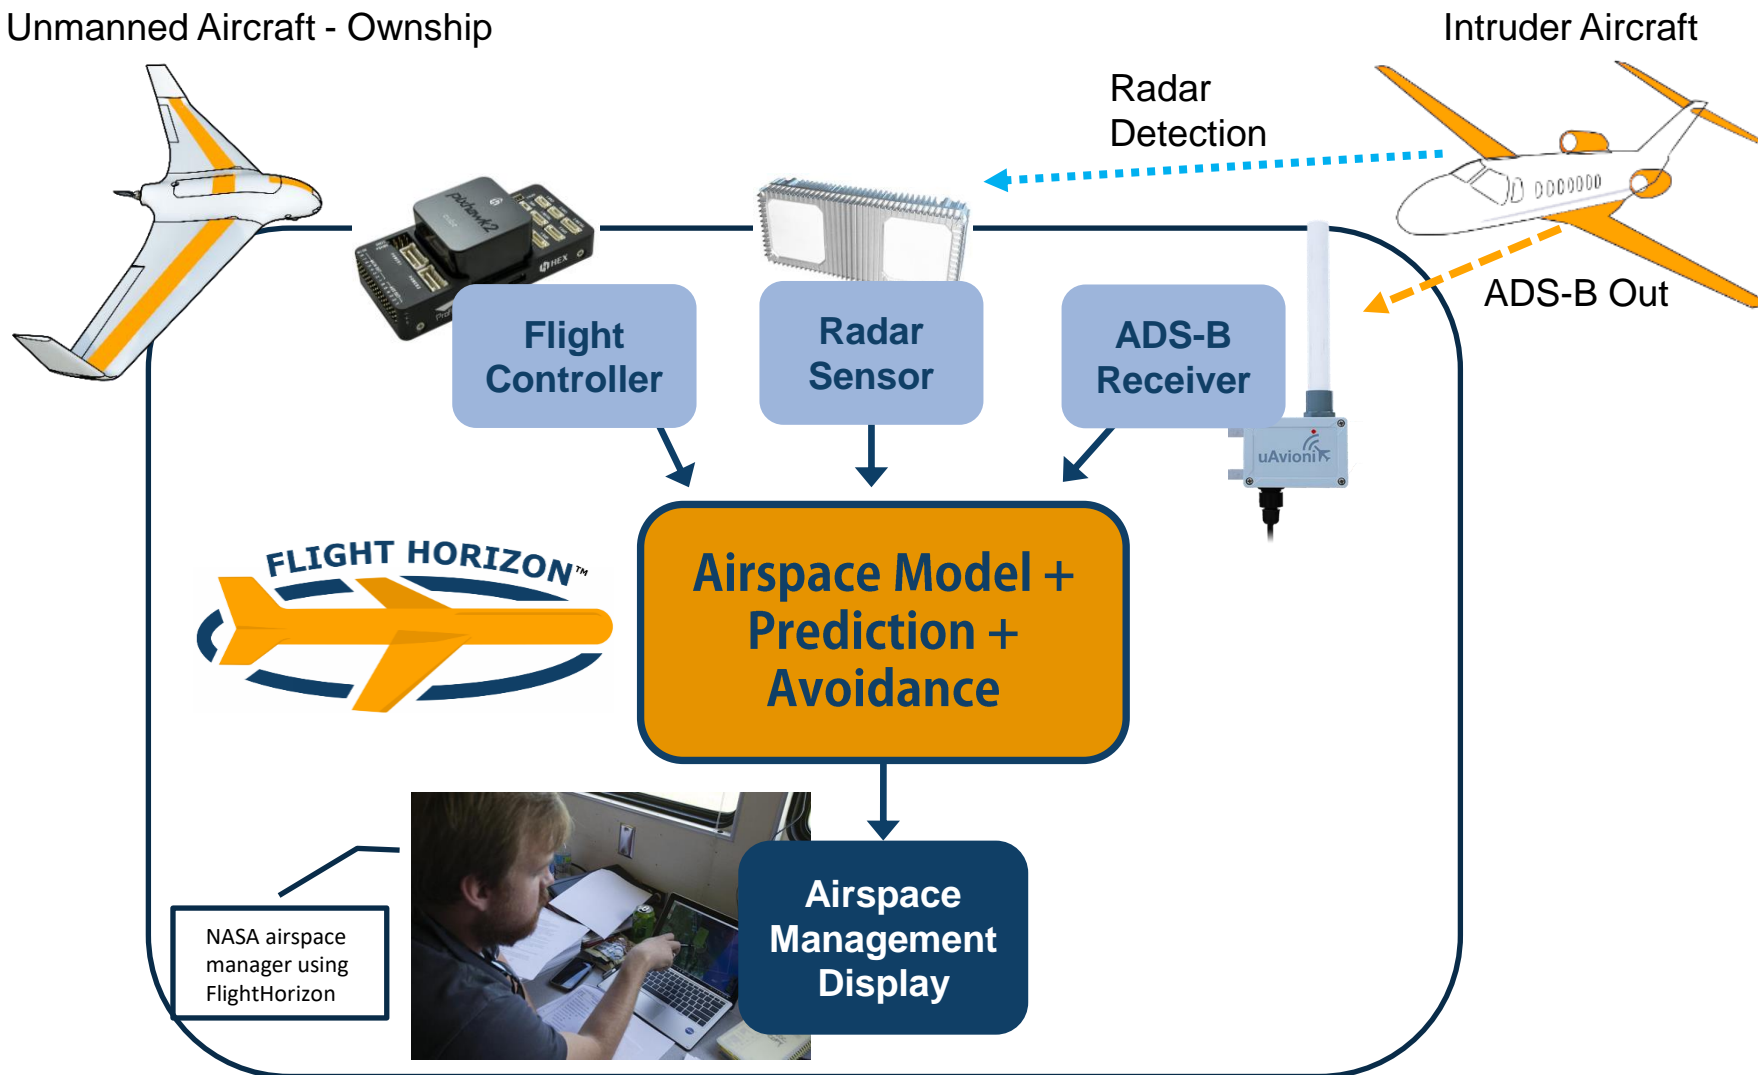 Unmanned Aircraft - Ownship
Intruder Aircraft
Radar
Detection
ADS-B Out
pixhawk2
HEX
Flight
Controller
Radar
Sensor
ADS-B
Receiver
uAvionix
FLIGHT HORIZON™
Airspace Model +
Prediction +
Avoidance
Airspace
Management
Display
NASA airspace
manager using
FlightHorizon